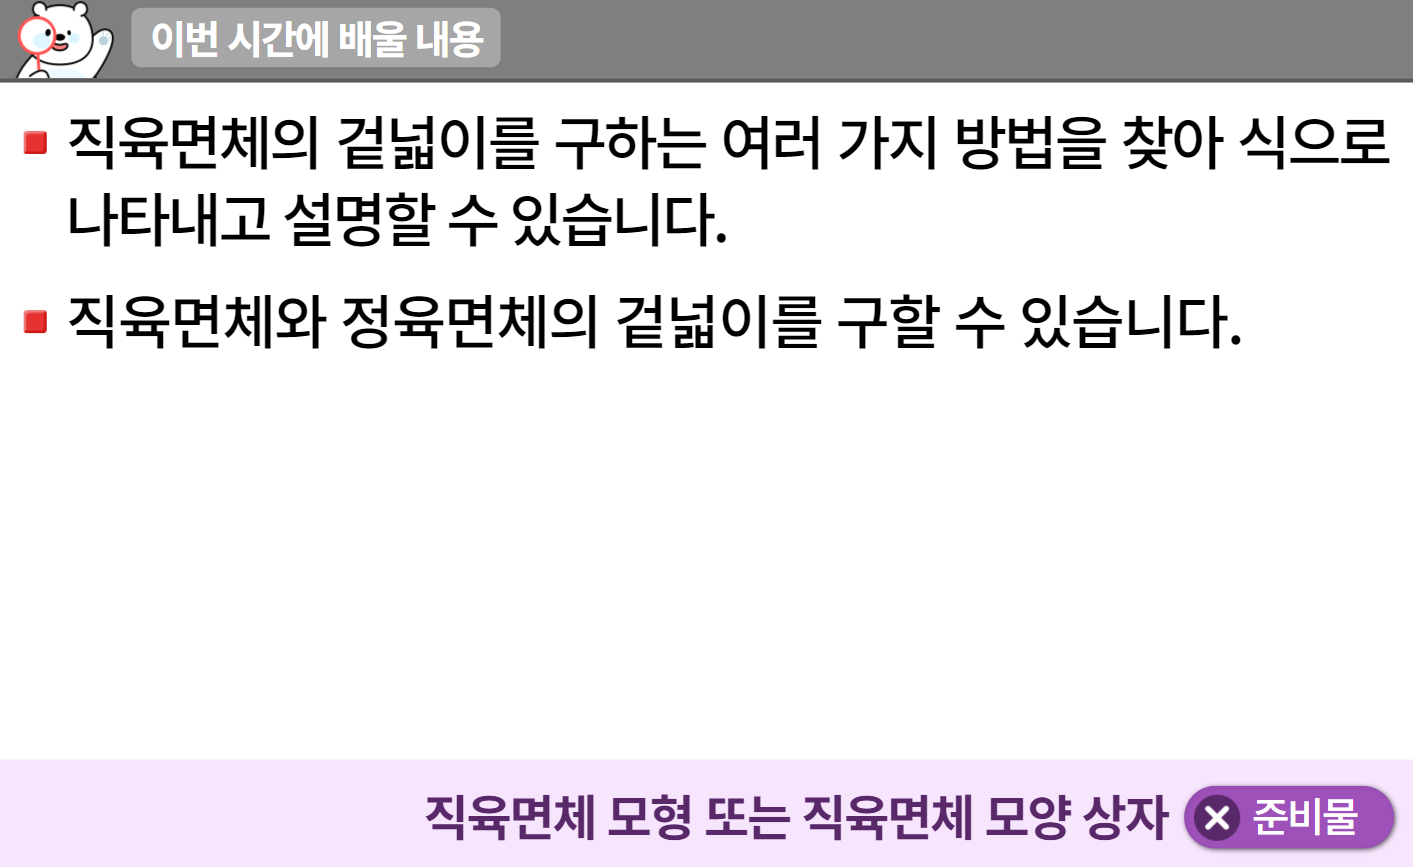 이번 시간에 배울 내용
직육면체의 겉넓이를 구하는 여러 가지 방법을 찾아 식으로
나타내고 설명할 수 있습니다.
직육면체와 정육면체의 겉넓이를 구할 수 있습니다.
직육면체 모형 또는 직육면체 모양 상자 준비물